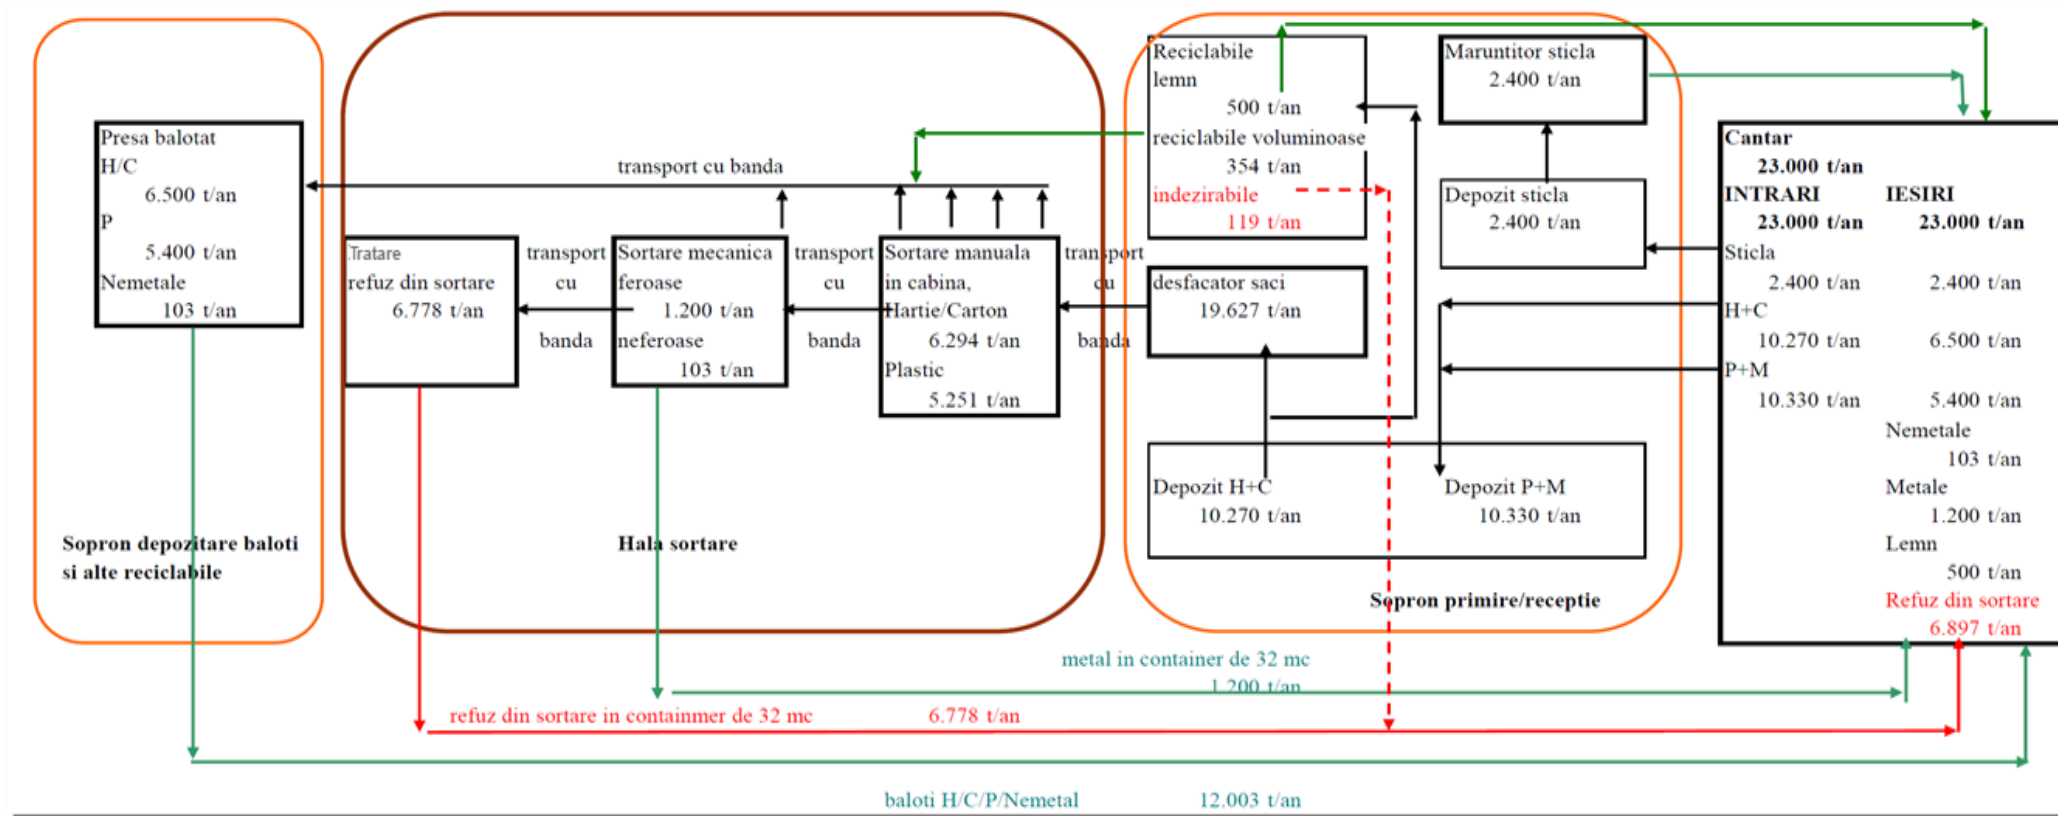 Presa balotat
H/C
6.500 t/an
P
5.400 t/an
Nemetale
103 t/an
Sopron depozitare baloti
si alte reciclabile
transport cu banda
.Tratare
refuz din sortare
6.778 t/an
transport
cu
banda
Sortare mecanica
feroase
1.200 t/an
neferoase
103 t/an
transport
cu
banda
Sortare manuala
in cabina,
Hartie/Carton
6.294 t/an
Plastic
5.251 t/an
transport
cu
banda
Hala sortare
Reciclabile
lemn
500 t/an
reciclabile voluminoase
354 t/an
indezirabile
119 t/an
desfacator saci
19.627 t/an
Maruntitor sticla
2.400 t/an
Depozit sticla
2.400 t/an
Depozit H+C
10.270 t/an
Depozit P+M
10.330 t/an
Sopron primire/receptie
Cantar
23.000 t/an
INTRARI IESIRI
23.000 t/an 23.000 t/an
Sticla
2.400 t/an 2.400 t/an
H+C
10.270 t/an 6.500 t/an
P+M
10.330 t/an 5.400 t/an
Nemetale
103 t/an
Metale
1.200 t/an
Lemn
500 t/an
Refuz din sortare
6.897 t/an
metal in container de 32 mc
1.200 t/an
refuz din sortare in containmer de 32 mc 6.778 t/an
baloti H/C/P/Nemetal 12.003 t/an